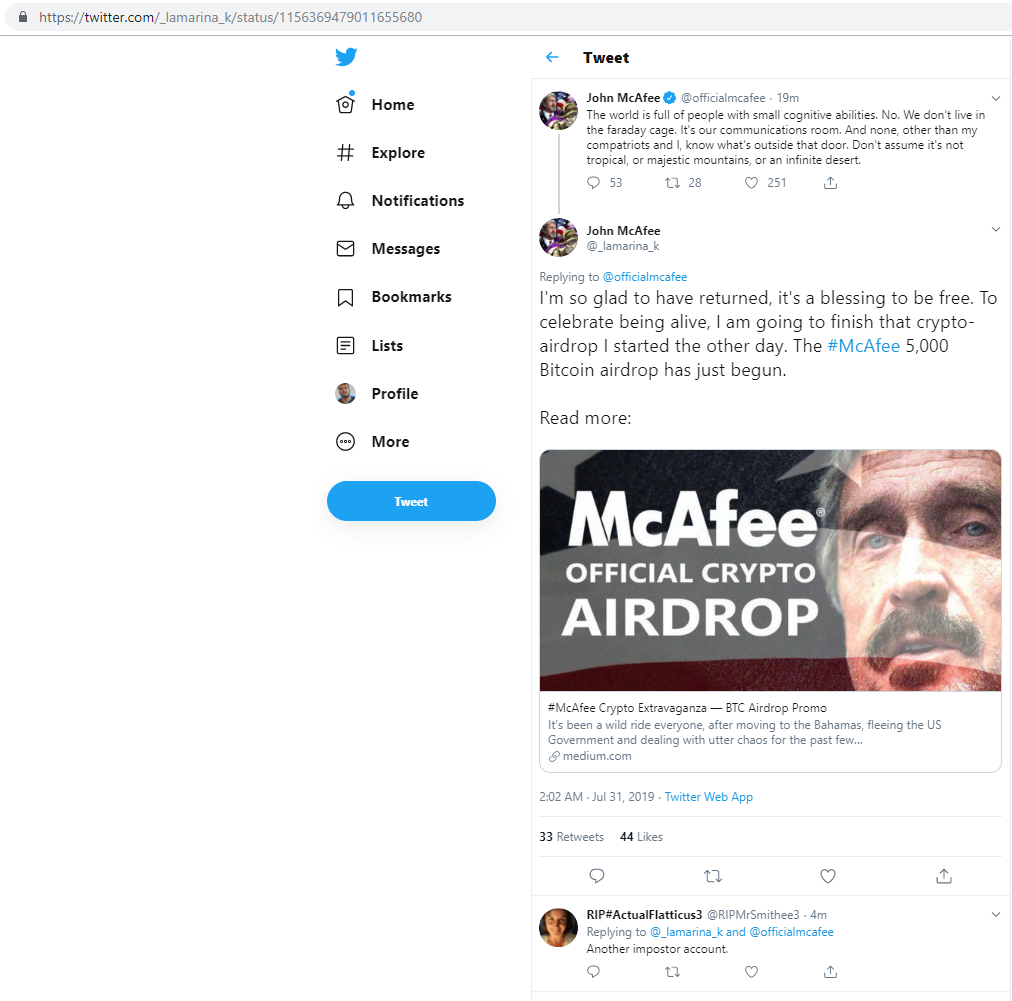 https://twitter.com/_lamarina_k/status/1156369479011655680
Home
Explore
Notifications
Messages
Bookmarks
Lists
Profile
More
Tweet
Tweet
John McAfee @officialmcafee · 19m
The world is full of people with small cognitive abilities. No. We don't live in
the faraday cage. It's our communications room. And none, other than my
compatriots and I, know what's outside that door. Don't assume it's not
tropical, or majestic mountains, or an infinite desert.
53 28 251
John McAfee
@_lamarina_k
Replying to @officialmcafee
I'm so glad to have returned, it's a blessing to be free. To
celebrate being alive, I am going to finish that crypto-
airdrop I started the other day. The #McAfee 5,000
Bitcoin airdrop has just begun.
Read more:
McAfee®
OFFICIAL CRYPTO
AIRDROP
#McAfee Crypto Extravaganza — BTC Airdrop Promo
It's been a wild ride everyone, after moving to the Bahamas, fleeing the US
Government and dealing with utter chaos for the past few...
medium.com
2:02 AM · Jul 31, 2019 · Twitter Web App
33 Retweets 44 Likes
RIP#ActualFlatticus3 @RIPMrSmithee3 · 4m
Replying to @_lamarina_k and @officialmcafee
Another impostor account.